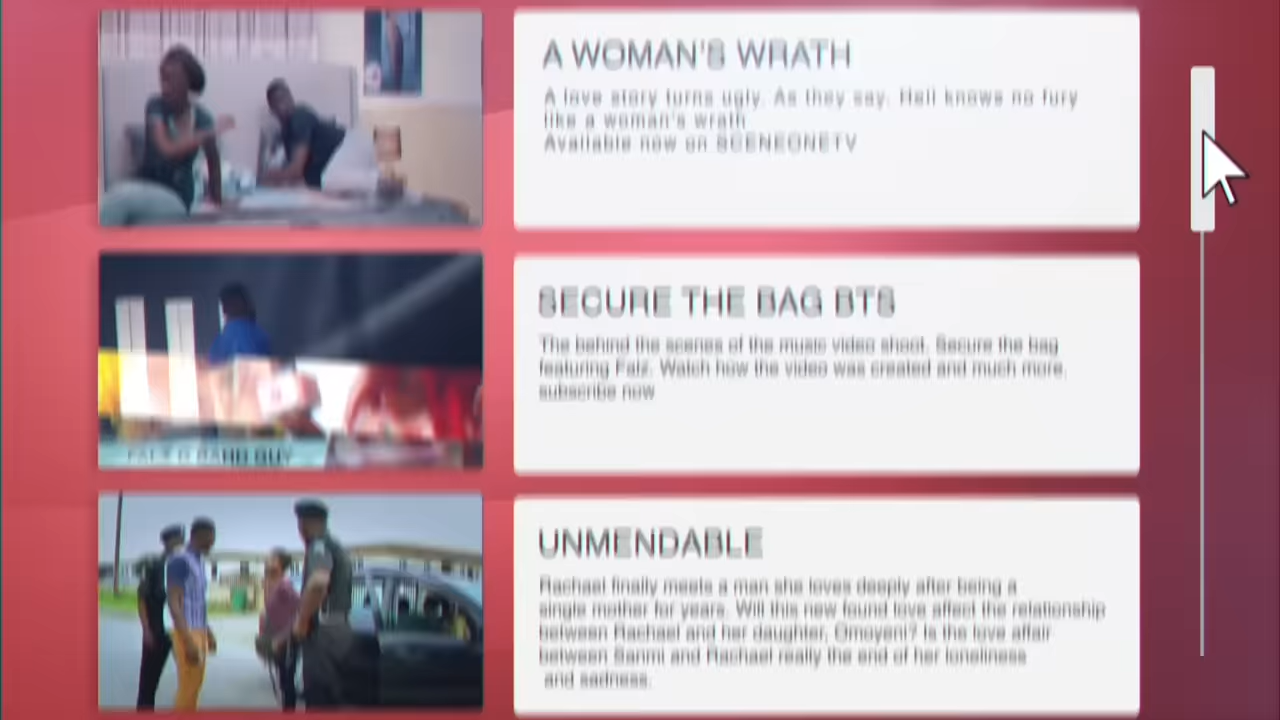 A WOMAN'S WRATH
A love story turns ugly. As they say. Hell knows no fury
like a woman's wrath
Available now on SCENEONETV
SECURE THE BAG BTS
The behind the scenes of the music video shoot, Secure the bag
featuring Falz. Watch how the video was created and much more,
subscribe now
FALZ D BAHD GUY
UNMENDABLE
Rachael finally meets a man she loves deeply after being a
single mother for years. Will this new found love affect the relationship
between Rachael and her daughter, Omoyeni? Is the love affair
between Sanmi and Rachael really the end of her loneliness
and sadness.